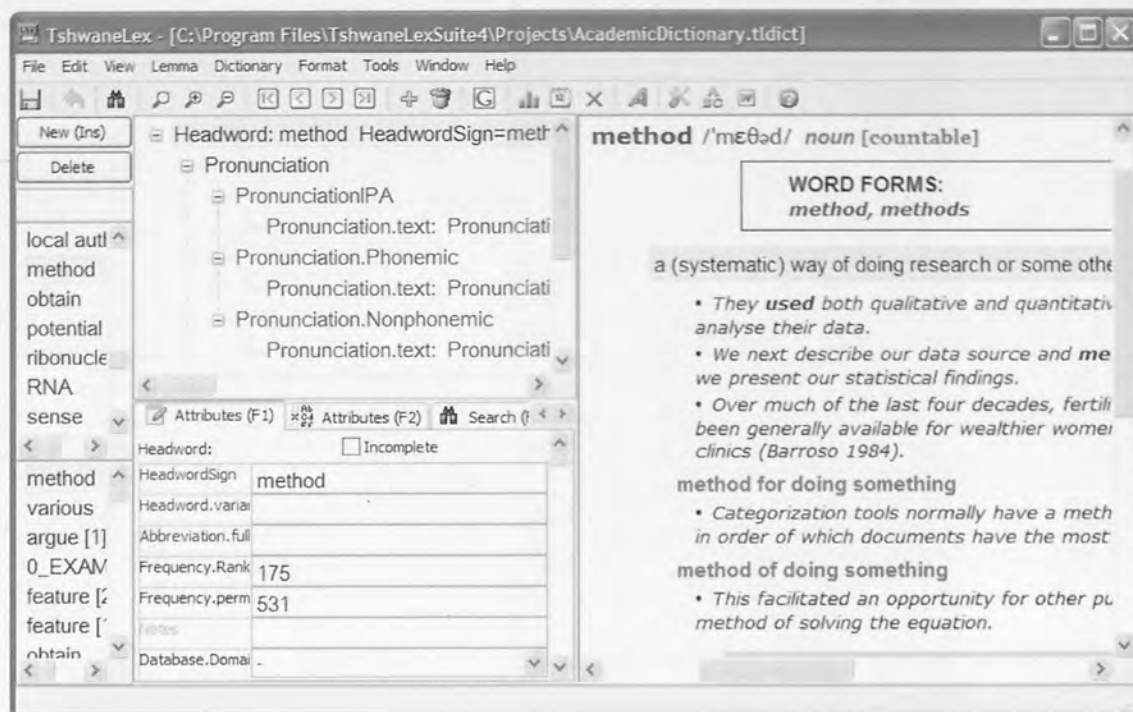 TshwaneLex - [C:\Program Files\TshwaneLexSuite4\Projects\AcademicDictionary.tldict]
File Edit View Lemma Dictionary Format Tools Window Help
New (Ins)
Delete
local autl
method
obtain
potential
ribonucle
RNA
sense
method
various
argue [1]
0_EXAM
feature [2
feature [
obtain
Headword: method HeadwordSign=meth
Pronunciation
PronunciationIPA
Pronunciation.text: Pronunciati
Pronunciation.Phonemic
Pronunciation.text: Pronunciati
Pronunciation.Nonphonemic
Pronunciation.text: Pronunciati
Attributes (F1) Attributes (F2) Search (F
Headword: Incomplete
HeadwordSign method
Headword.varia
Abbreviation.full
Frequency.Rank 175
Frequency.perm 531
Notes
Database.Domai -
method /ˈmɛθəd/ noun [countable]
WORD FORMS:
method, methods
a (systematic) way of doing research or some othe
• They used both qualitative and quantitativ
analyse their data.
• We next describe our data source and me
we present our statistical findings.
• Over much of the last four decades, fertili
been generally available for wealthier women
clinics (Barroso 1984).
method for doing something
• Categorization tools normally have a meth
in order of which documents have the most
method of doing something
• This facilitated an opportunity for other pu
method of solving the equation.